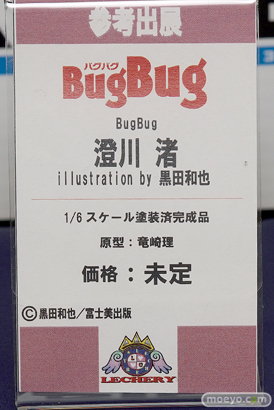 参考出展
バグバグ
BugBug
BugBug
澄川 渚
illustration by 黒田和也
1/6スケール塗装済完成品
原型：竜崎理
価格：未定
©黒田和也／富士美出版
LECHERY
moeyo.com